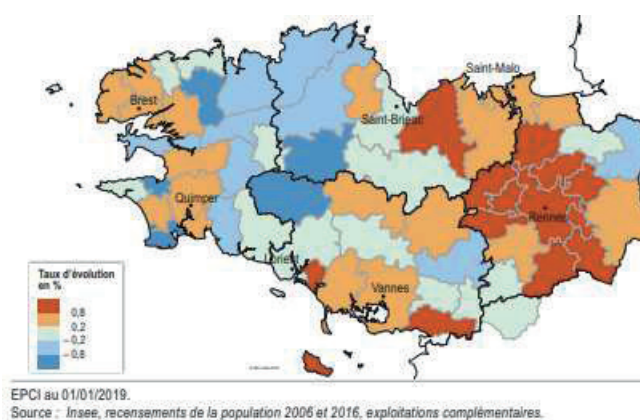 Saint-Malo
Brest
Saint-Brieuc
Quimper
Rennes
Lorient
Vannes
Taux d'évolution
en %
0,8
0,2
– 0,2
– 0,8
EPCI au 01/01/2019.
Source : Insee, recensements de la population 2006 et 2016, exploitations complémentaires.